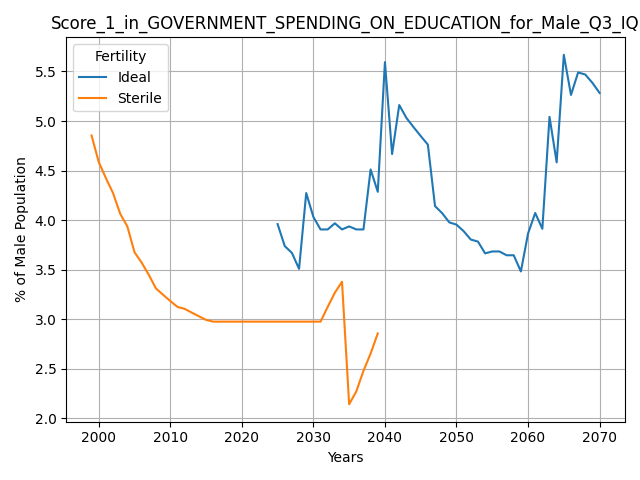 Score_1_in_GOVERNMENT_SPENDING_ON_EDUCATION_for_Male_Q3_IQ
Fertility
Ideal
Sterile
% of Male Population
5.5
5.0
4.5
4.0
3.5
3.0
2.5
2.0
2000 2010 2020 2030 2040 2050 2060 2070
Years